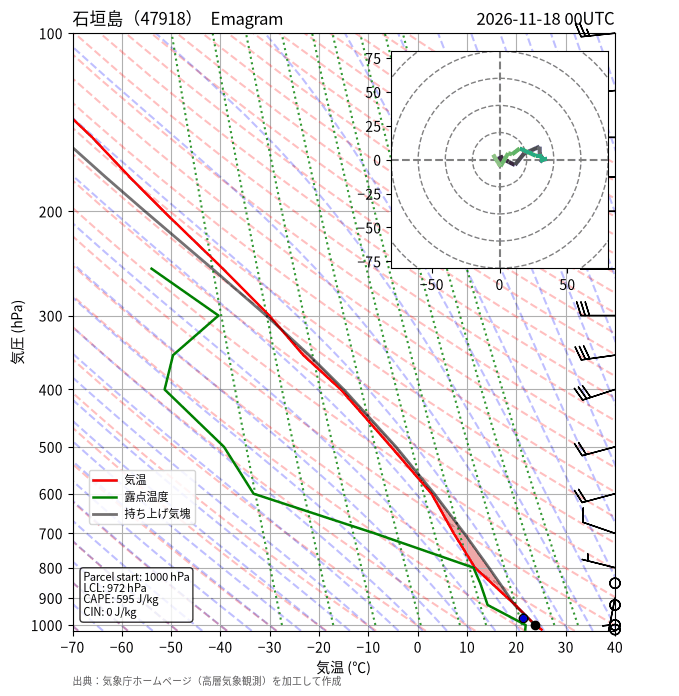 石垣島（47918） Emagram
2026-11-18 00UTC
100
200
300
400
500
600
700
800
900
1000
気圧 (hPa)
75
50
25
0
−25
−50
−75
−50
0
50
気温
露点温度
持ち上げ気塊
Parcel start: 1000 hPa
LCL: 972 hPa
CAPE: 595 J/kg
CIN: 0 J/kg
−70
−60
−50
−40
−30
−20
−10
0
10
20
30
40
気温 (°C)
出典：気象庁ホームページ（高層気象観測）を加工して作成